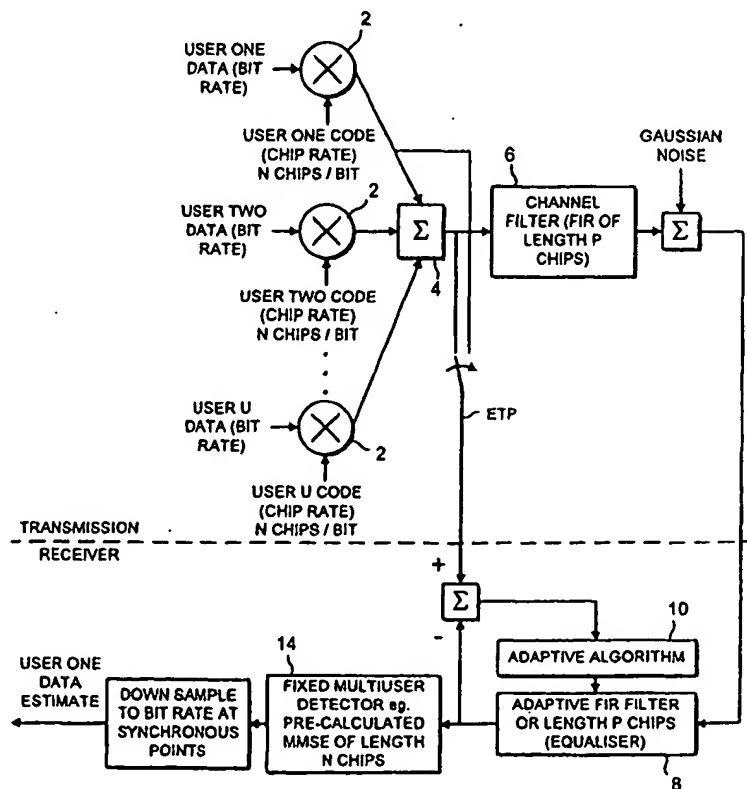 2
USER ONE
DATA (BIT
RATE)
USER ONE CODE
(CHIP RATE)
N CHIPS / BIT
2
USER TWO
DATA (BIT
RATE)
Σ
4
6
CHANNEL
FILTER (FIR OF
LENGTH P
CHIPS)
GAUSSIAN
NOISE
Σ
USER TWO CODE
(CHIP RATE)
N CHIPS / BIT
ETP
USER U
DATA (BIT
RATE)
2
USER U CODE
(CHIP RATE)
N CHIPS / BIT
TRANSMISSION
RECEIVER
+
Σ
-
10
ADAPTIVE ALGORITHM
ADAPTIVE FIR FILTER
OR LENGTH P CHIPS
(EQUALISER)
8
14
FIXED MULTIUSER
DETECTOR eg.
PRE-CALCULATED
MMSE OF LENGTH
N CHIPS
DOWN SAMPLE
TO BIT RATE AT
SYNCHRONOUS
POINTS
USER ONE
DATA
ESTIMATE